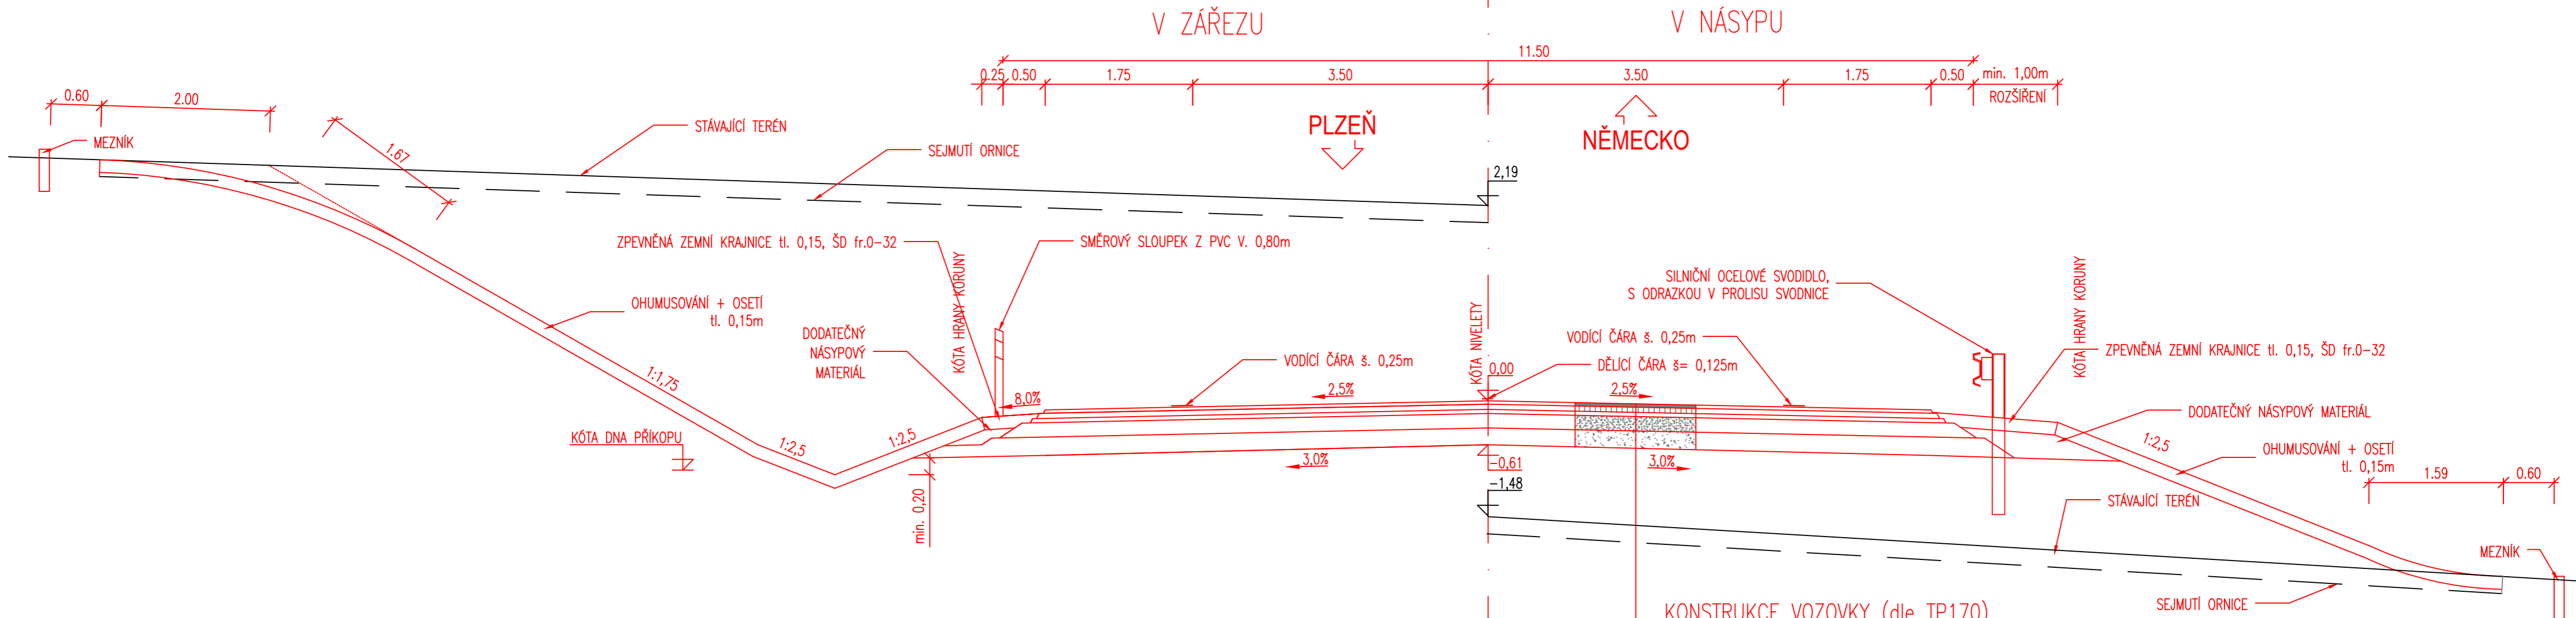 V ZÁŘEZU
V NÁSYPU
11.50
0.25
0.50
1.75
3.50
3.50
1.75
0.50
min. 1,00m
ROZŠÍŘENÍ
0.60
2.00
MEZNÍK
1.67
STÁVAJÍCÍ TERÉN
SEJMUTÍ ORNICE
PLZEŇ
NĚMECKO
2,19
ZPEVNĚNÁ ZEMNÍ KRAJNICE tl. 0,15, ŠD fr.0-32
KÓTA HRANY KORUNY
SMĚROVÝ SLOUPEK Z PVC V. 0,80m
SILNIČNÍ OCELOVÉ SVODIDLO,
S ODRAZKOU V PROLISU SVODNICE
KÓTA HRANY KORUNY
OHUMUSOVÁNÍ + OSETÍ
tl. 0,15m
DODATEČNÝ
NÁSYPOVÝ
MATERIÁL
VODÍCÍ ČÁRA š. 0,25m
KÓTA NIVELETY
VODÍCÍ ČÁRA š. 0,25m
DĚLÍCÍ ČÁRA š= 0,125m
0,00
ZPEVNĚNÁ ZEMNÍ KRAJNICE tl. 0,15, ŠD fr.0-32
1:1,75
8,0%
2,5%
2,5%
DODATEČNÝ NÁSYPOVÝ MATERIÁL
KÓTA DNA PŘÍKOPU
1:2,5
1:2,5
1:2,5
OHUMUSOVÁNÍ + OSETÍ
tl. 0,15m
3,0%
-0,61
3,0%
-1,48
min. 0,20
1.59
0.60
STÁVAJÍCÍ TERÉN
MEZNÍK
SEJMUTÍ ORNICE
KONSTRUKCE VOZOVKY (dle TP170)